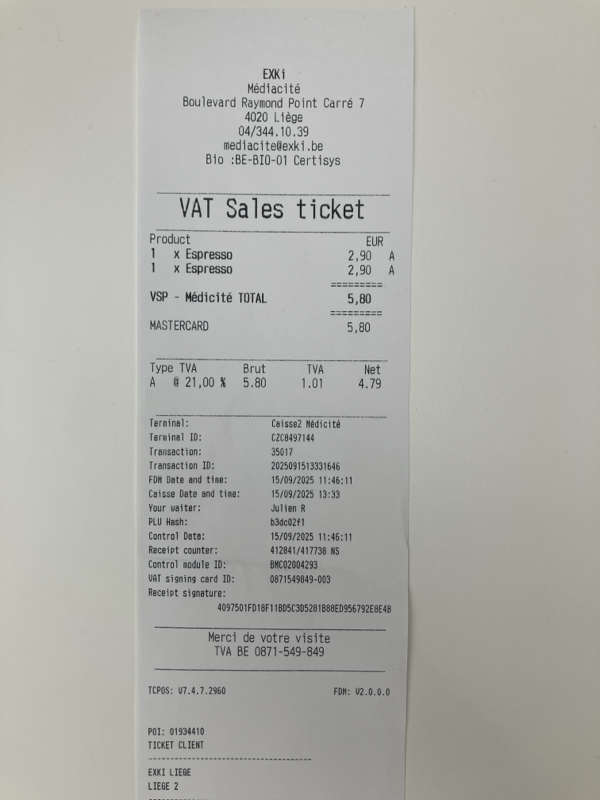 EXKi
Médiacité
Boulevard Raymond Point Carré 7
4020 Liège
04/344.10.39
mediacite@exki.be
Bio :BE-BIO-01 Certisys
VAT Sales ticket
Product EUR
1 x Espresso 2,90 A
1 x Espresso 2,90 A
=========
VSP - Médicité TOTAL 5,80
=========
MASTERCARD 5,80
Type TVA Brut TVA Net
A @ 21,00 % 5.80 1.01 4.79
Terminal: Caisse2 Médicité
Terminal ID: CZC8497144
Transaction: 35017
Transaction ID: 2025091513331646
FDM Date and time: 15/09/2025 11:46:11
Caisse Date and time: 15/09/2025 13:33
Your waiter: Julien R
PLU Hash: b3dc02f1
Control Data: 15/09/2025 11:46:11
Receipt counter: 412841/417738 NS
Control module ID: BMC02004293
VAT signing card ID: 0871549849-003
Receipt signature:
4097501FD18F11BD5C3D5281B88ED956792E8E4B
Merci de votre visite
TVA BE 0871-549-849
TCPOS: V7.4.7.2960 FDM: V2.0.0.0
POI: 01934410
TICKET CLIENT
--------------------------------
EXKI LIEGE
LIEGE 2